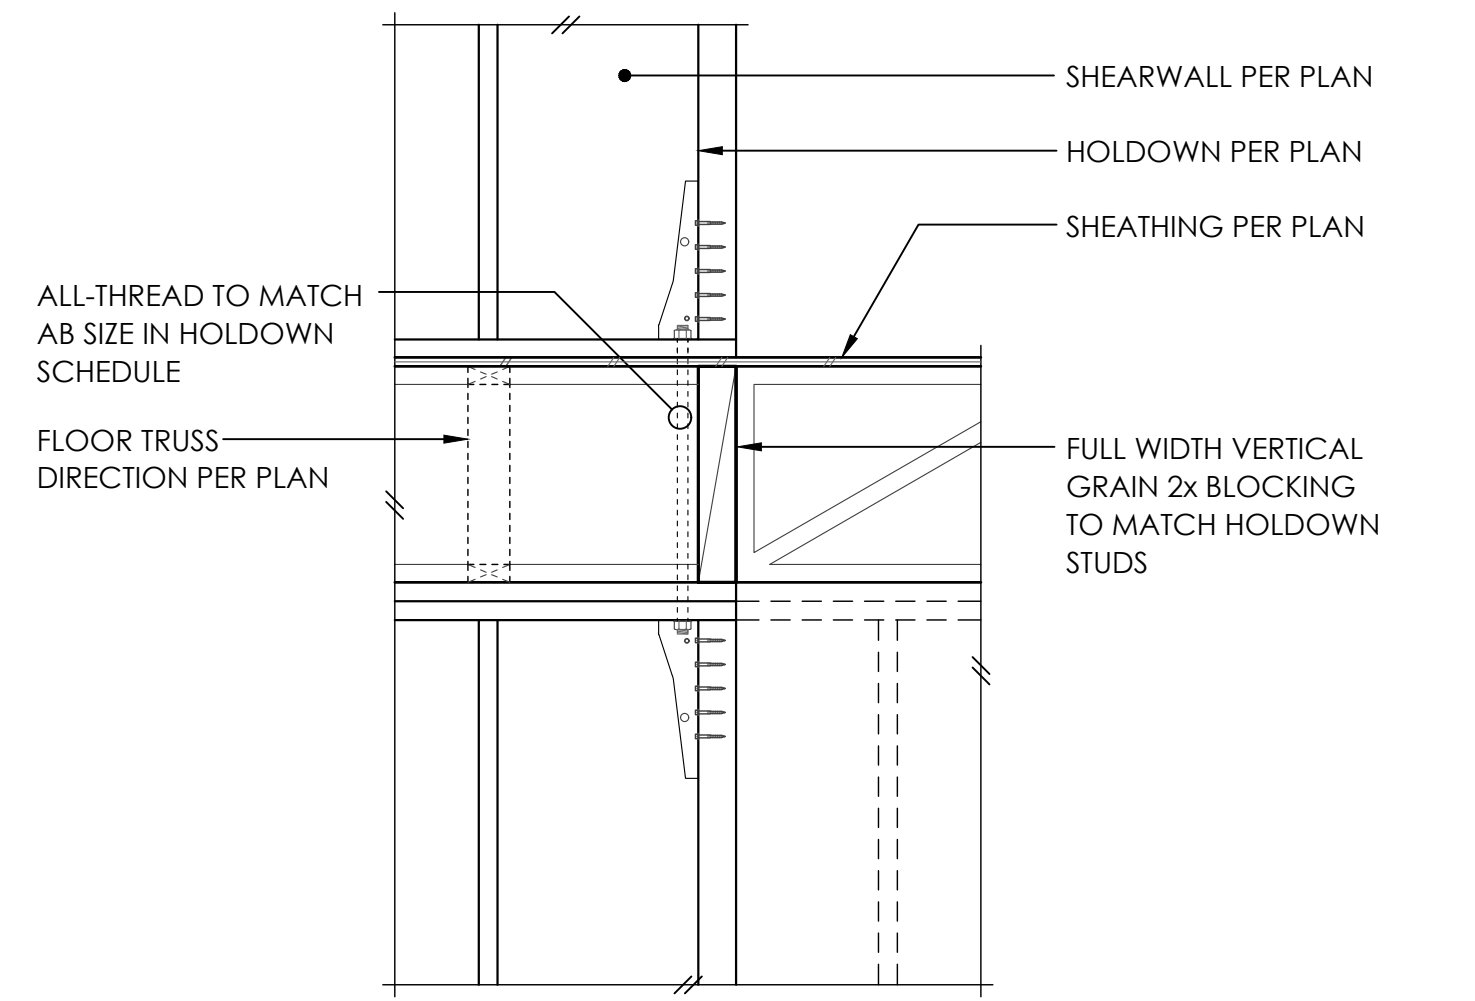 SHEARWALL PER PLAN
HOLDOWN PER PLAN
SHEATHING PER PLAN
ALL-THREAD TO MATCH
AB SIZE IN HOLDOWN
SCHEDULE
FLOOR TRUSS
DIRECTION PER PLAN
FULL WIDTH VERTICAL
GRAIN 2x BLOCKING
TO MATCH HOLDOWN
STUDS